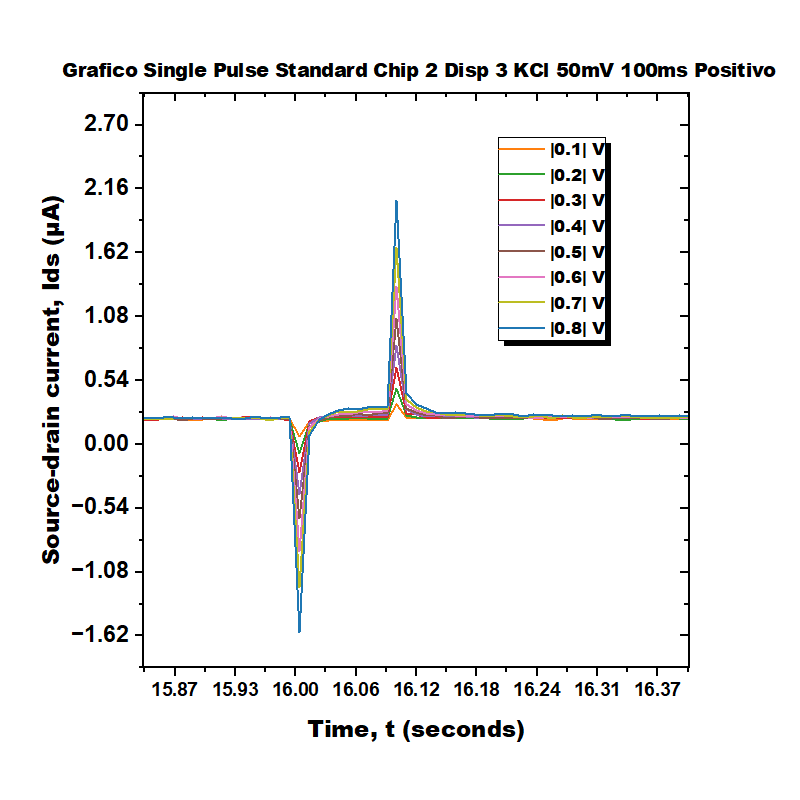 Grafico Single Pulse Standard Chip 2 Disp 3 KCl 50mV 100ms Positivo
2.70
2.16
1.62
1.08
0.54
0.00
−0.54
−1.08
−1.62
Source-drain current, Ids (µA)
|0.1| V
|0.2| V
|0.3| V
|0.4| V
|0.5| V
|0.6| V
|0.7| V
|0.8| V
15.87 15.93 16.00 16.06 16.12 16.18 16.24 16.31 16.37
Time, t (seconds)